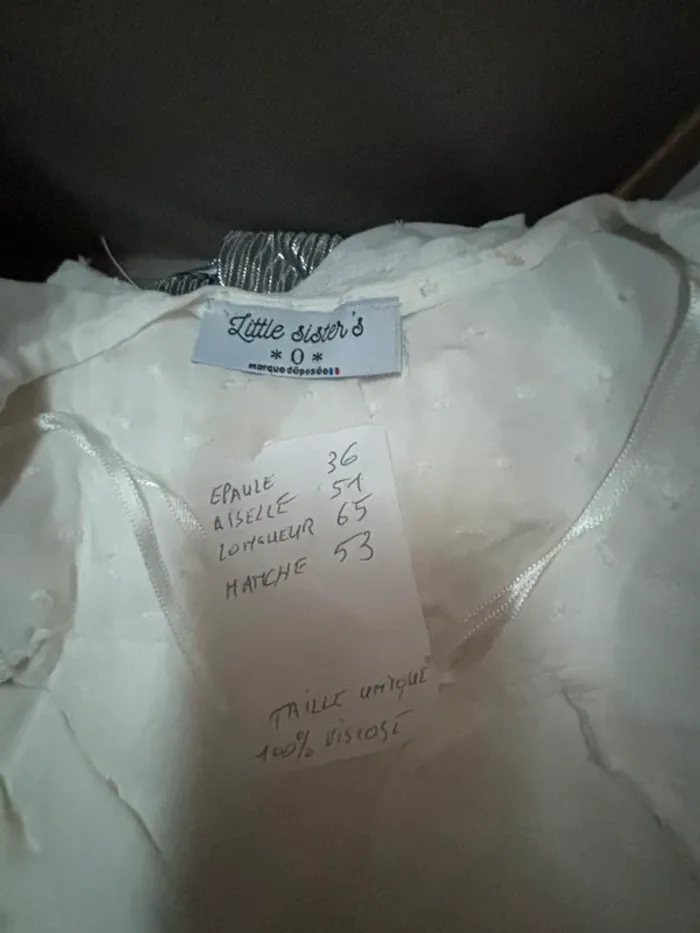 Little sister's
* 0 *
marque déposée
EPAULE 36
AISELLE 51
LONGUEUR 65
MANCHE 53
TAILLE UNIQUE
100% VISCOSE